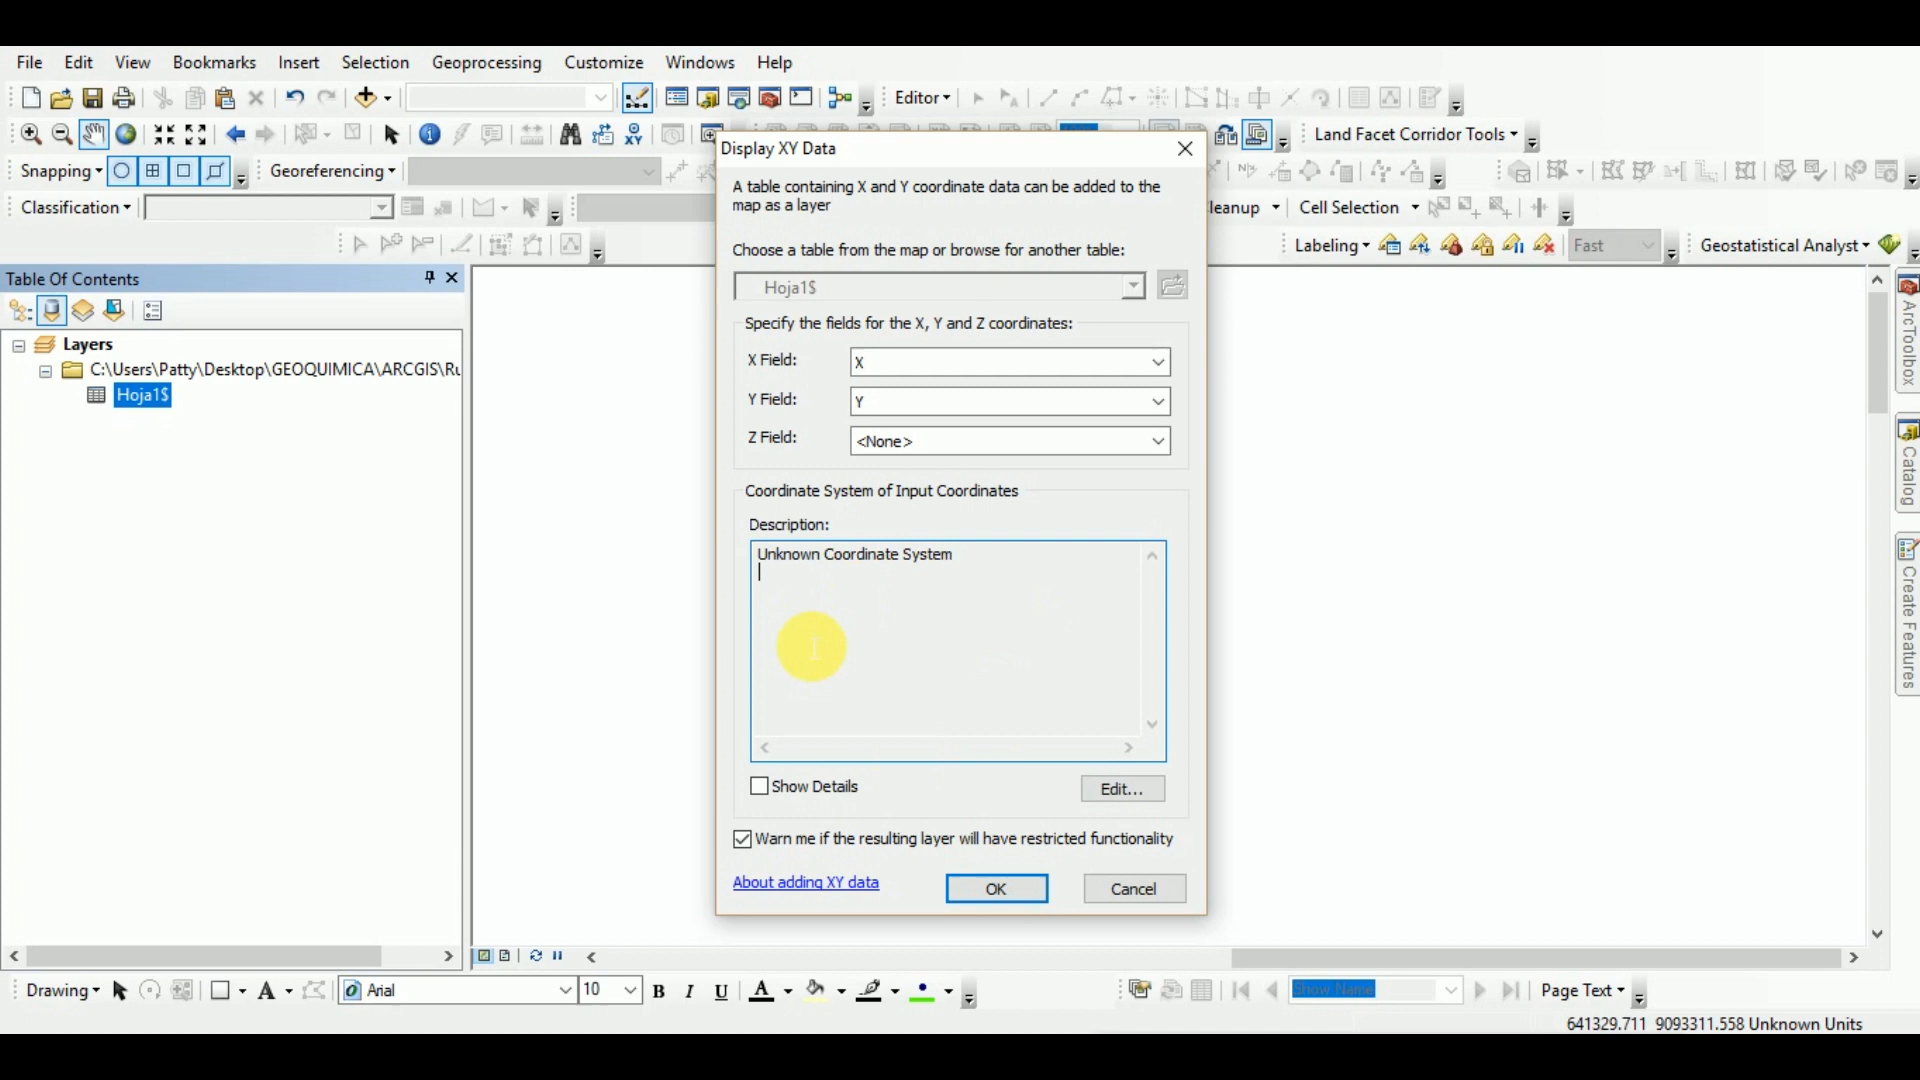 File Edit View Bookmarks Insert Selection Geoprocessing Customize Windows Help
Editor
Land Facet Corridor Tools
Snapping Georeferencing
Classification
leanup Cell Selection
Labeling Fast Geostatistical Analyst
Table Of Contents
Layers
C:\Users\Patty\Desktop\GEOQUIMICA\ARCGIS\Ru
Hoja1$
Display XY Data
A table containing X and Y coordinate data can be added to the
map as a layer
Choose a table from the map or browse for another table:
Hoja1$
Specify the fields for the X, Y and Z coordinates:
X Field: X
Y Field: Y
Z Field: <None>
Coordinate System of Input Coordinates
Description:
Unknown Coordinate System
Show Details Edit...
Warn me if the resulting layer will have restricted functionality
About adding XY data OK Cancel
ArcToolbox
Catalog
Create Features
Drawing A Arial 10 B I U A Show Name Page Text
641329.711 9093311.558 Unknown Units